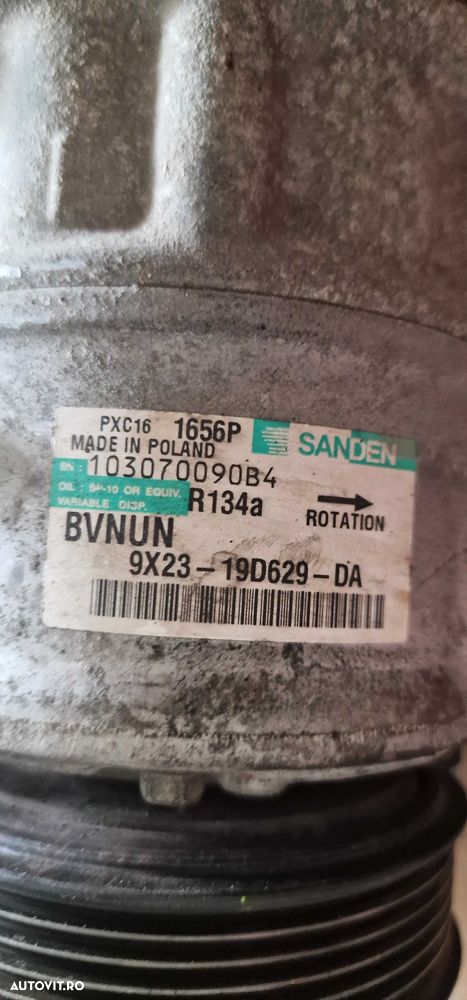 PXC16 1656P SANDEN
MADE IN POLAND
SN: 103070090B4
OIL: SP-10 OR EQUIV. R134a
VARIABLE DISP. ROTATION
BVNUN
9X23-19D629-DA
AUTOVIT.RO